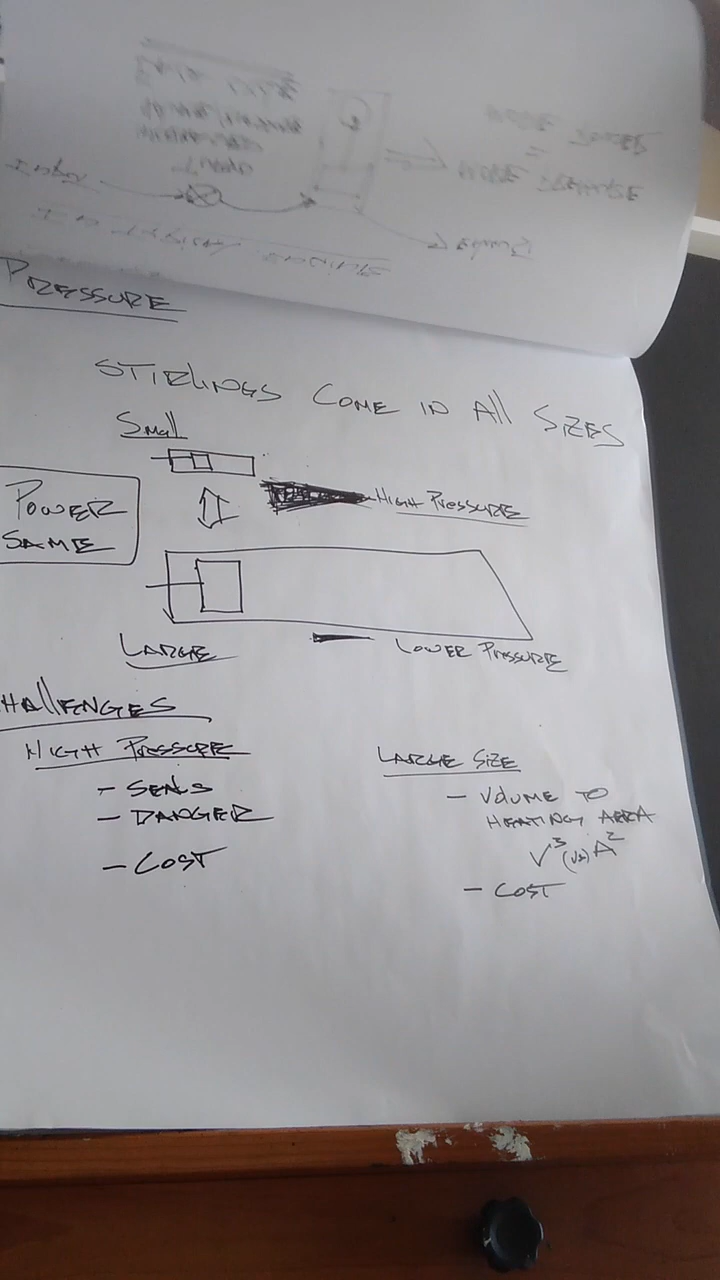 PRESSURE
STIRLINGS COME IN All SIZES
Small
HIGH PRESSURE
POWER
SAME
LARGE
LOWER PRESSURE
HAllENGES
HIGH PRESSURE
- SEALS
- DANGER
- COST
LARGE SIZE
- VOLUME TO
HEATING AREA
V³ (vs) A²
- COST